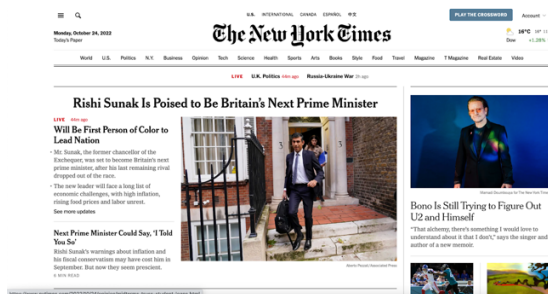 U.S. INTERNATIONAL CANADA ESPAÑOL 中文
PLAY THE CROSSWORD
Account
Monday, October 24, 2022
Today's Paper
The New York Times
16°C
Dow +1.28%
World U.S. Politics N.Y. Business Opinion Tech Science Health Sports Arts Books Style Food Travel Magazine T Magazine Real Estate Video
LIVE U.K. Politics 44m ago Russia-Ukraine War 2h ago
Rishi Sunak Is Poised to Be Britain's Next Prime Minister
LIVE 44m ago
Will Be First Person of Color to
Lead Nation
Mr. Sunak, the former chancellor of the
Exchequer, was set to become Britain's next
prime minister, after his last remaining rival
dropped out of the race.
The new leader will face a long list of
economic challenges, with high inflation,
rising food prices and labor unrest.
See more updates
Next Prime Minister Could Say, 'I Told
You So'
Rishi Sunak's warnings about inflation and
his fiscal conservatism may have cost him in
September. But now they seem prescient.
6 MIN READ
Bono Is Still Trying to Figure Out
U2 and Himself
"That alchemy, there's something I would love to
understand about it that I don't," says the singer and
author of a new memoir.